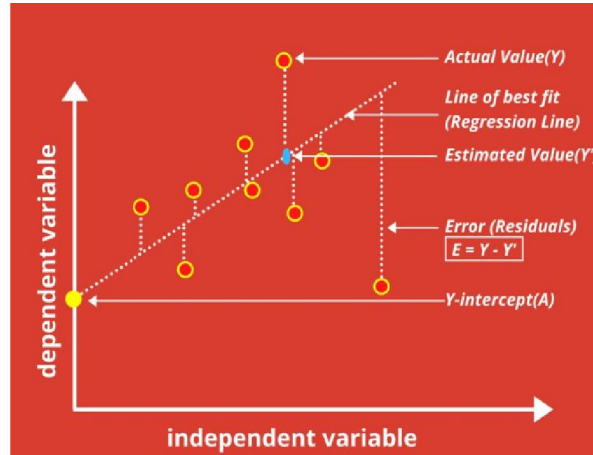 Actual Value(Y)
Line of best fit
(Regression Line)
Estimated Value(Y'
Error (Residuals)
E = Y - Y'
Y-intercept(A)
dependent variable
independent variable